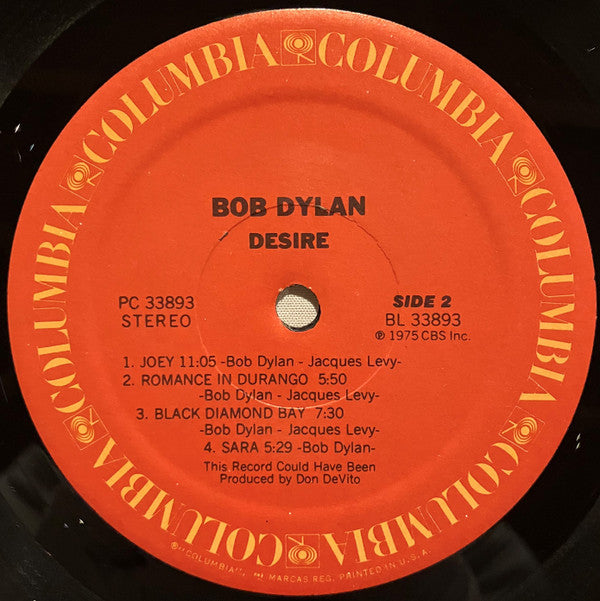 COLUMBIA COLUMBIA COLUMBIA COLUMBIA COLUMBIA COLUMBIA COLUMBIA COLUMBIA
BOB DYLAN
DESIRE
PC 33893
STEREO
SIDE 2
BL 33893
℗ 1975 CBS Inc.
1. JOEY 11:05 -Bob Dylan - Jacques Levy-
2. ROMANCE IN DURANGO 5:50
-Bob Dylan - Jacques Levy-
3. BLACK DIAMOND BAY 7:30
-Bob Dylan - Jacques Levy-
4. SARA 5:29 -Bob Dylan-
This Record Could Have Been
Produced by Don DeVito
® "COLUMBIA", MARCAS REG. PRINTED IN U.S.A.